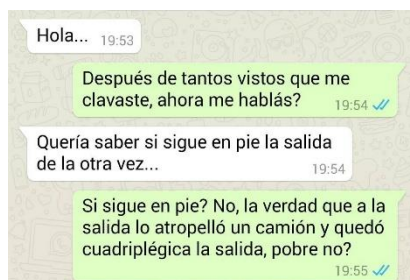 Hola... 19:53
Después de tantos vistos que me
clavaste, ahora me hablás? 19:54
Quería saber si sigue en pie la salida
de la otra vez... 19:54
Si sigue en pie? No, la verdad que a la
salida lo atropelló un camión y quedó
cuadriplégica la salida, pobre no?
19:55